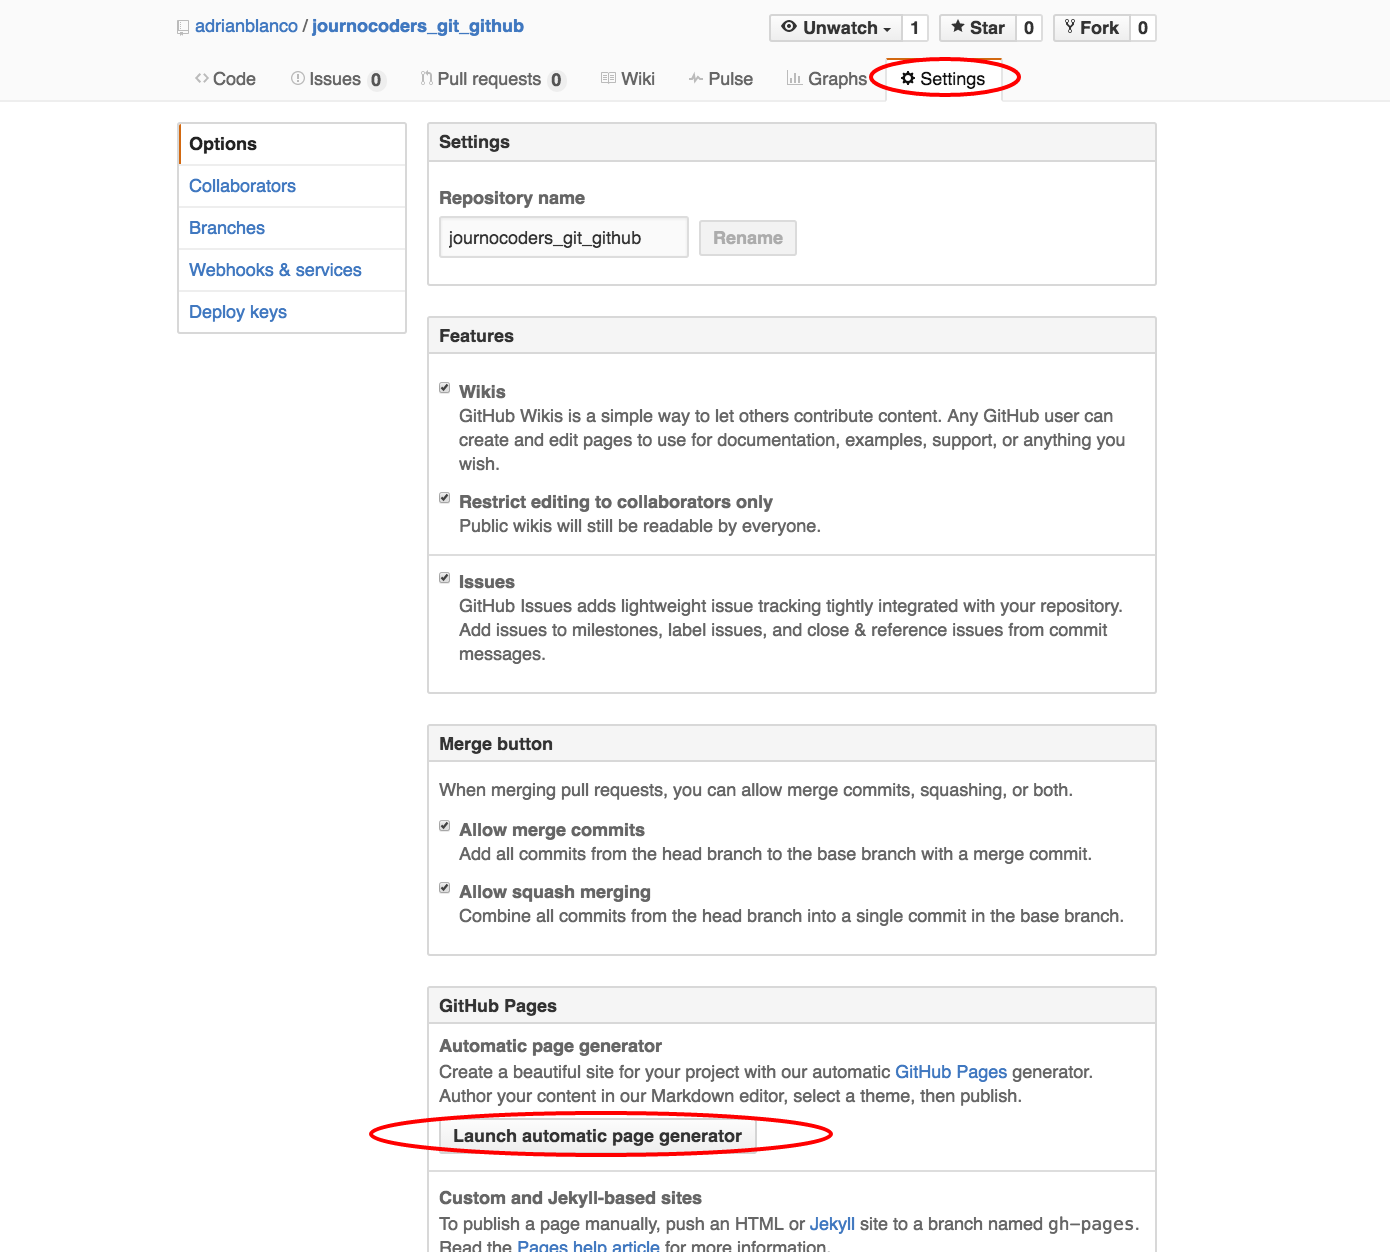 adrianblanco / journocoders_git_github
Unwatch 1 Star 0 Fork 0
Code Issues 0 Pull requests 0 Wiki Pulse Graphs Settings
Options
Collaborators
Branches
Webhooks & services
Deploy keys
Settings
Repository name
journocoders_git_github Rename
Features
Wikis
GitHub Wikis is a simple way to let others contribute content. Any GitHub user can
create and edit pages to use for documentation, examples, support, or anything you
wish.
Restrict editing to collaborators only
Public wikis will still be readable by everyone.
Issues
GitHub Issues adds lightweight issue tracking tightly integrated with your repository.
Add issues to milestones, label issues, and close & reference issues from commit
messages.
Merge button
When merging pull requests, you can allow merge commits, squashing, or both.
Allow merge commits
Add all commits from the head branch to the base branch with a merge commit.
Allow squash merging
Combine all commits from the head branch into a single commit in the base branch.
GitHub Pages
Automatic page generator
Create a beautiful site for your project with our automatic GitHub Pages generator.
Author your content in our Markdown editor, select a theme, then publish.
Launch automatic page generator
Custom and Jekyll-based sites
To publish a page manually, push an HTML or Jekyll site to a branch named gh-pages.
Read the Pages help article for more information.